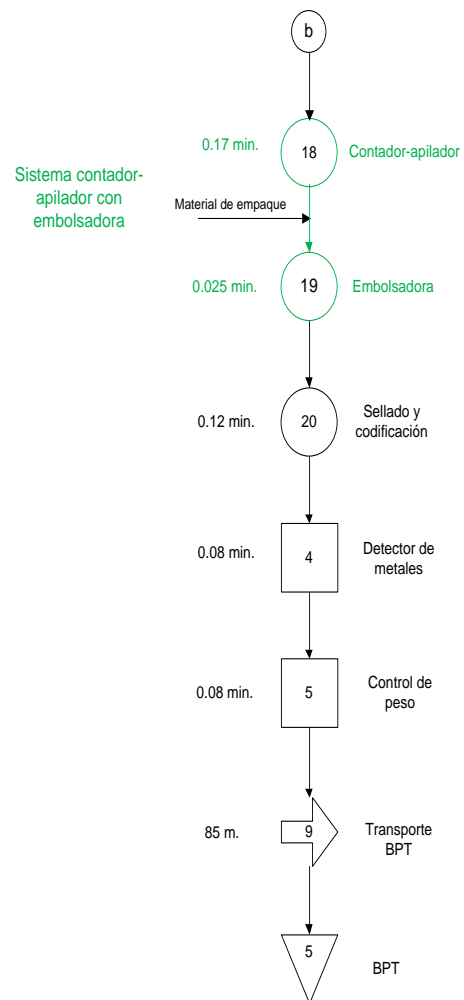 b
0.17 min.
18
Contador-apilador
Sistema contador-
apilador con
embolsadora
Material de empaque
0.025 min.
19
Embolsadora
0.12 min.
20
Sellado y
codificación
0.08 min.
4
Detector de
metales
0.08 min.
5
Control de
peso
85 m.
9
Transporte
BPT
5
BPT